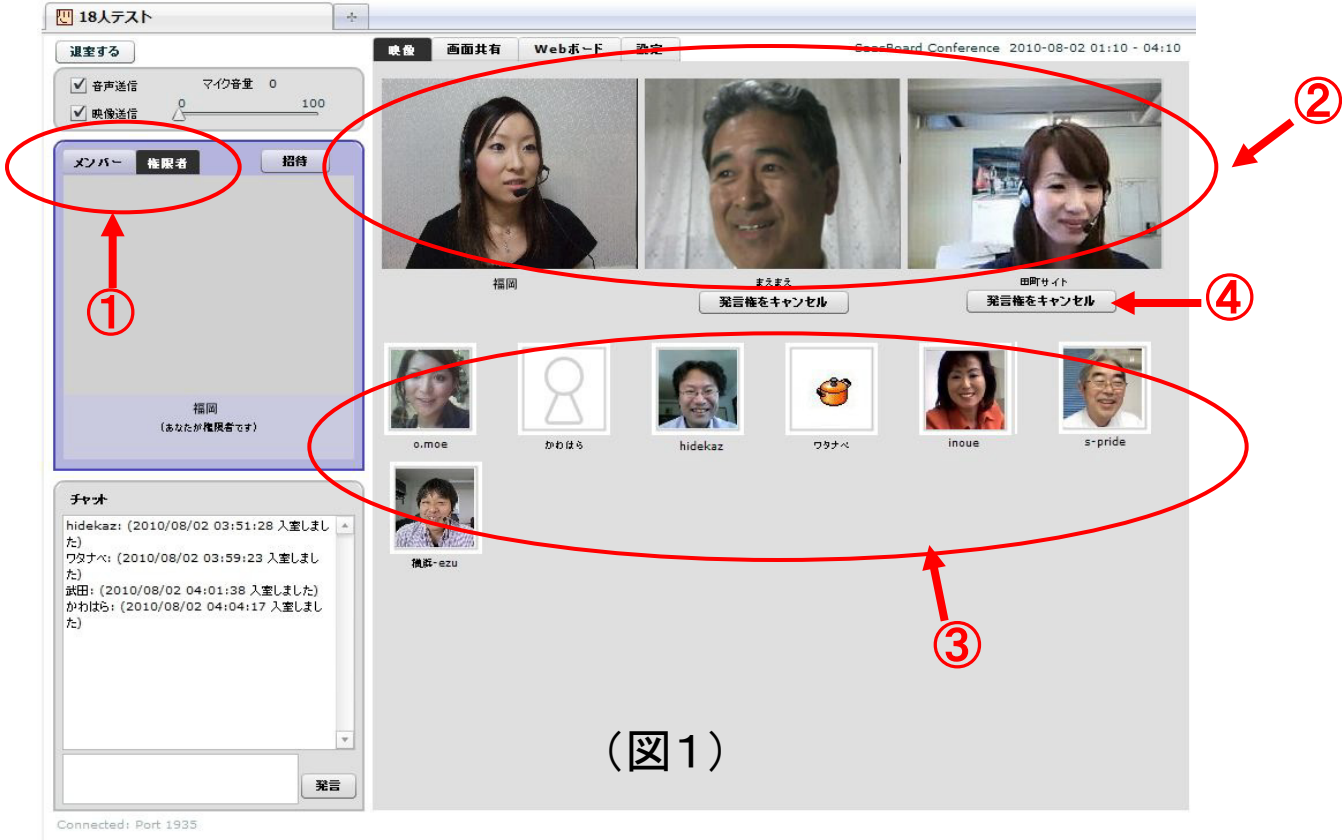 18人テスト
退室する
音声送信 マイク音量 0
映像送信 0 100
メンバー 権限者 招待
①
福岡
(あなたが権限者です)
チャット
hidekaz: (2010/08/02 03:51:28 入室しまし
た)
ワタナベ: (2010/08/02 03:59:23 入室しまし
た)
武田: (2010/08/02 04:01:38 入室しました)
かわはら: (2010/08/02 04:04:17 入室しまし
た)
発言
Connected: Port 1935
映像 画面共有 Webボード 設定 Conference 2010-08-02 01:10 - 04:10
②
福岡 まえまえ 田町サイト
発言権をキャンセル 発言権をキャンセル ④
o.moe かわはら hidekaz ワタナベ inoue s-pride
横浜-ezu
③
(図1)